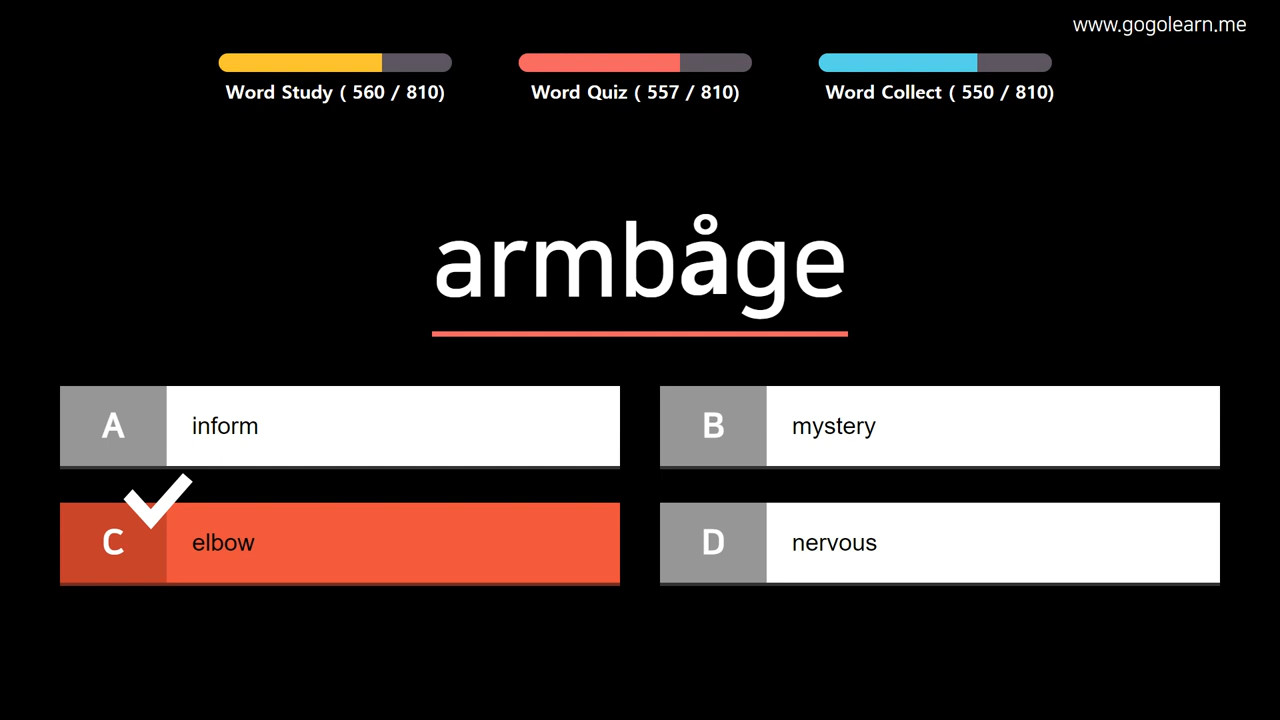 www.gogolearn.me
Word Study ( 560 / 810)
Word Quiz ( 557 / 810)
Word Collect ( 550 / 810)
armbåge
A
inform
B
mystery
C
elbow
D
nervous